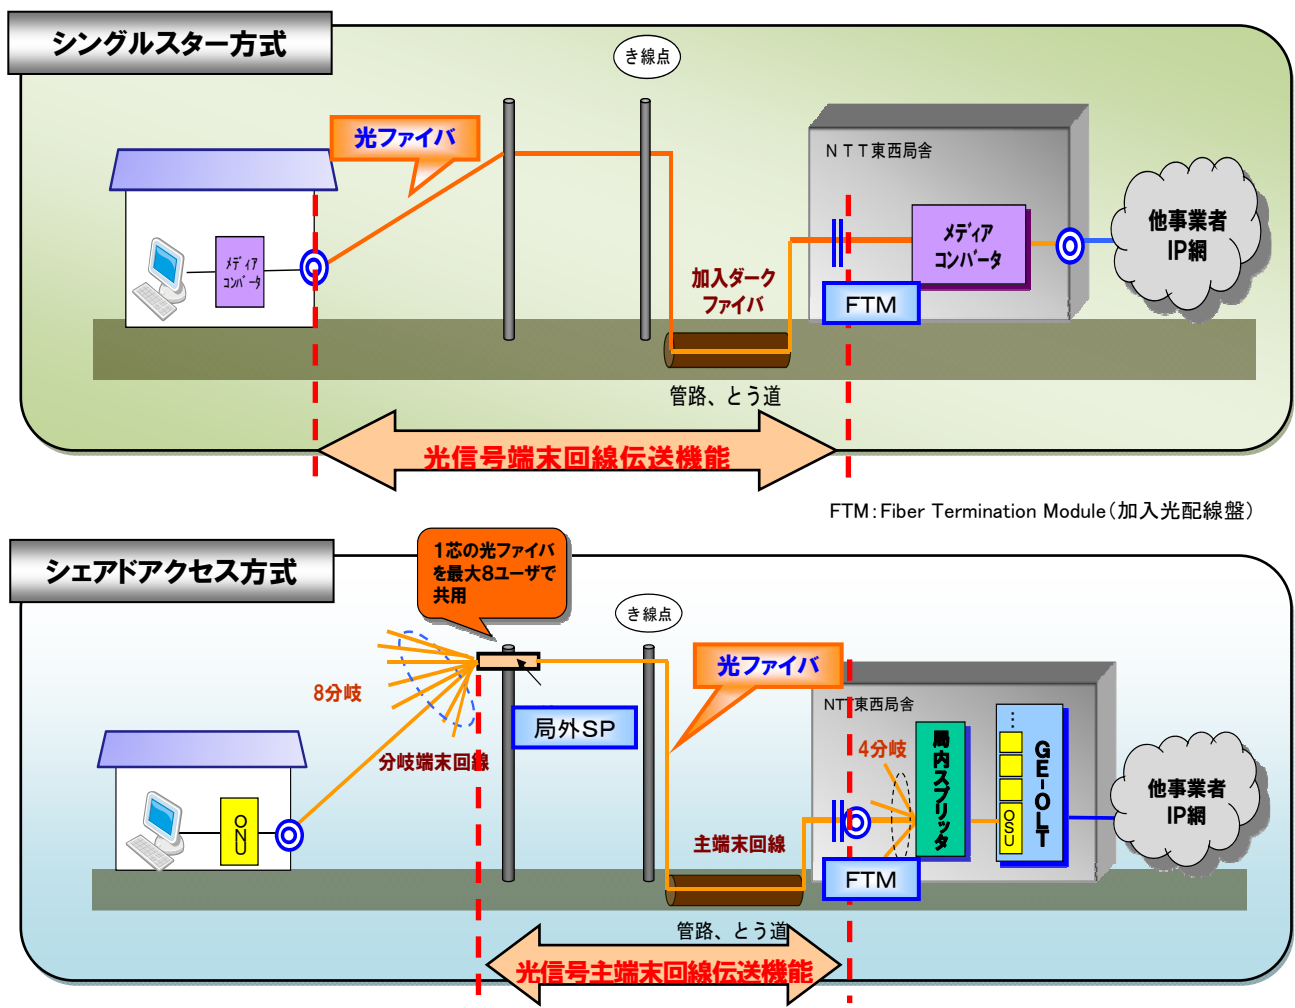 シングルスター方式
き線点
光ファイバ
ＮＴＴ東西局舎
メディア
コンバータ
メディア
コンバータ
他事業者
IP網
加入ダーク
ファイバ
FTM
管路、とう道
光信号端末回線伝送機能
FTM：Fiber Termination Module（加入光配線盤）
シェアドアクセス方式
1芯の光ファイバ
を最大8ユーザで
共用
き線点
光ファイバ
8分岐
局外SP
NTT東西局舎
分岐端末回線
4分岐
局内スプリッタ
…
GE-OLT
OSU
他事業者
IP網
ONU
主端末回線
FTM
管路、とう道
光信号主端末回線伝送機能